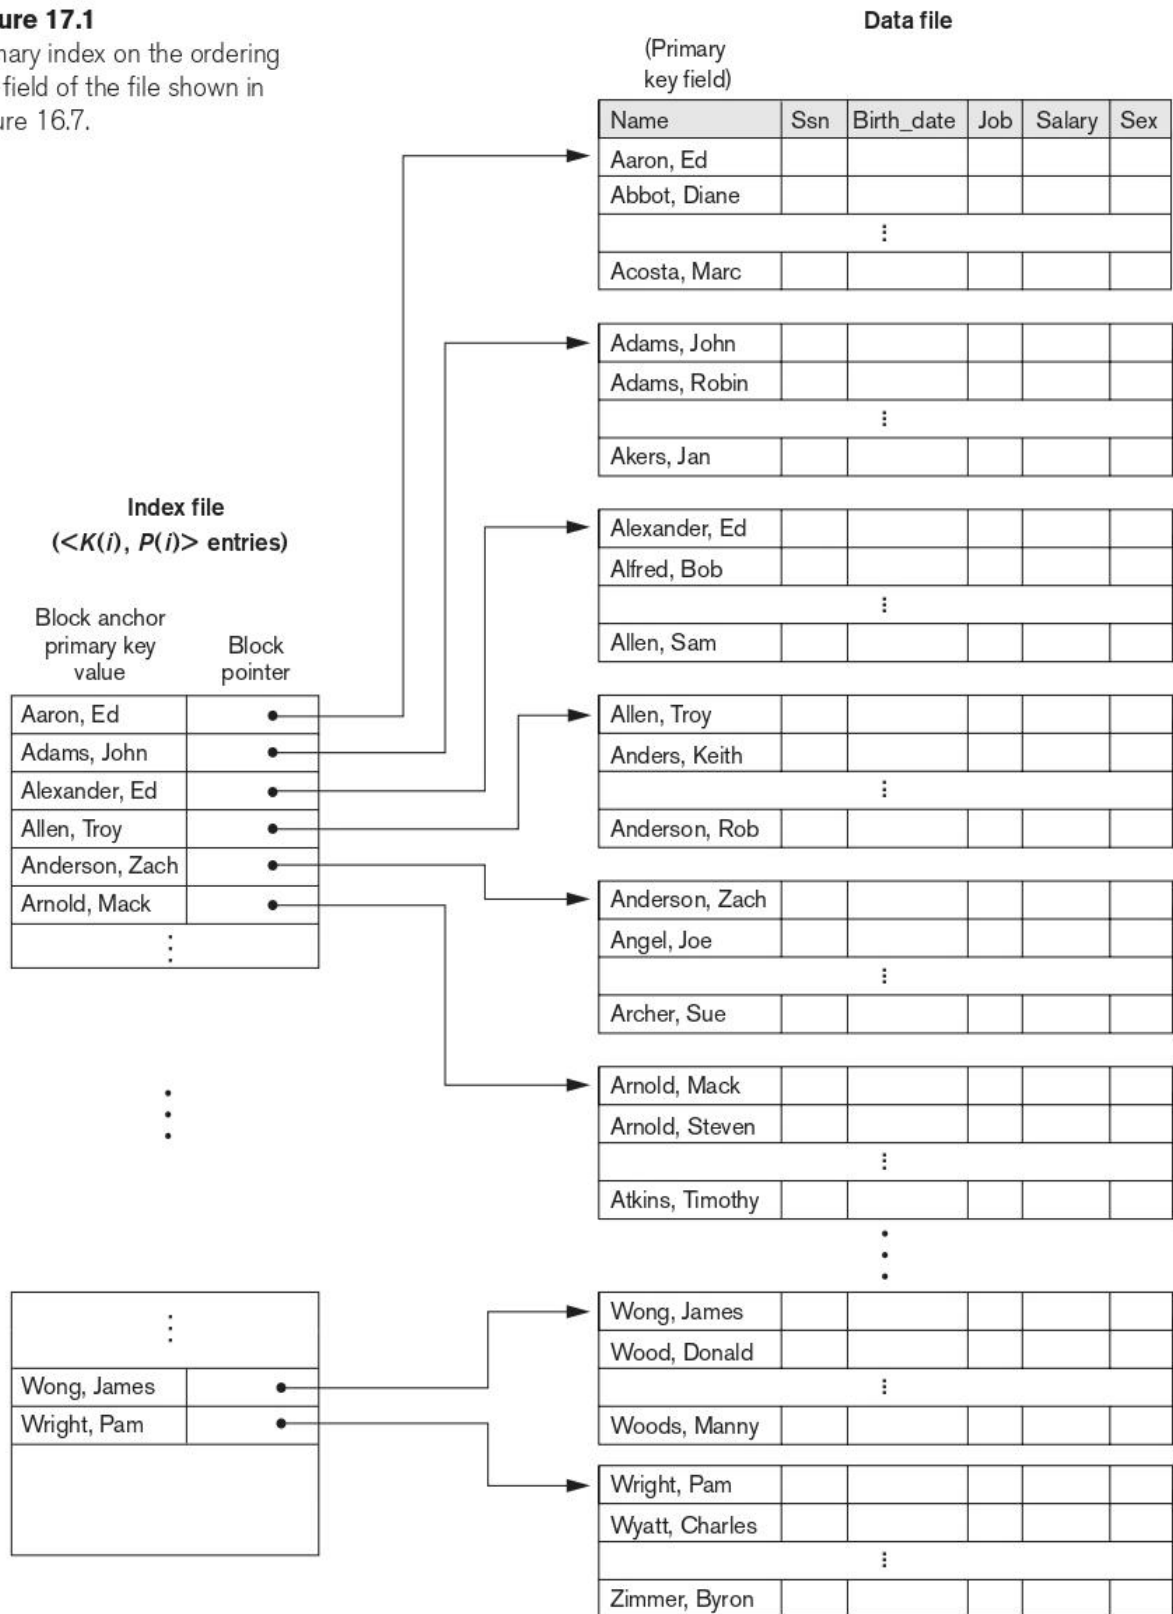 ure 17.1
nary index on the ordering
field of the file shown in
ure 16.7.
Data file
(Primary
key field)
Name Ssn Birth_date Job Salary Sex
Aaron, Ed
Abbot, Diane
⋮
Acosta, Marc
Adams, John
Adams, Robin
⋮
Akers, Jan
Alexander, Ed
Alfred, Bob
⋮
Allen, Sam
Allen, Troy
Anders, Keith
⋮
Anderson, Rob
Anderson, Zach
Angel, Joe
⋮
Archer, Sue
Arnold, Mack
Arnold, Steven
⋮
Atkins, Timothy
⋮
Wong, James
Wood, Donald
⋮
Woods, Manny
Wright, Pam
Wyatt, Charles
⋮
Zimmer, Byron
Index file
(<K(i), P(i)> entries)
Block anchor
primary key
value
Block
pointer
Aaron, Ed
Adams, John
Alexander, Ed
Allen, Troy
Anderson, Zach
Arnold, Mack
⋮
⋮
⋮
Wong, James
Wright, Pam